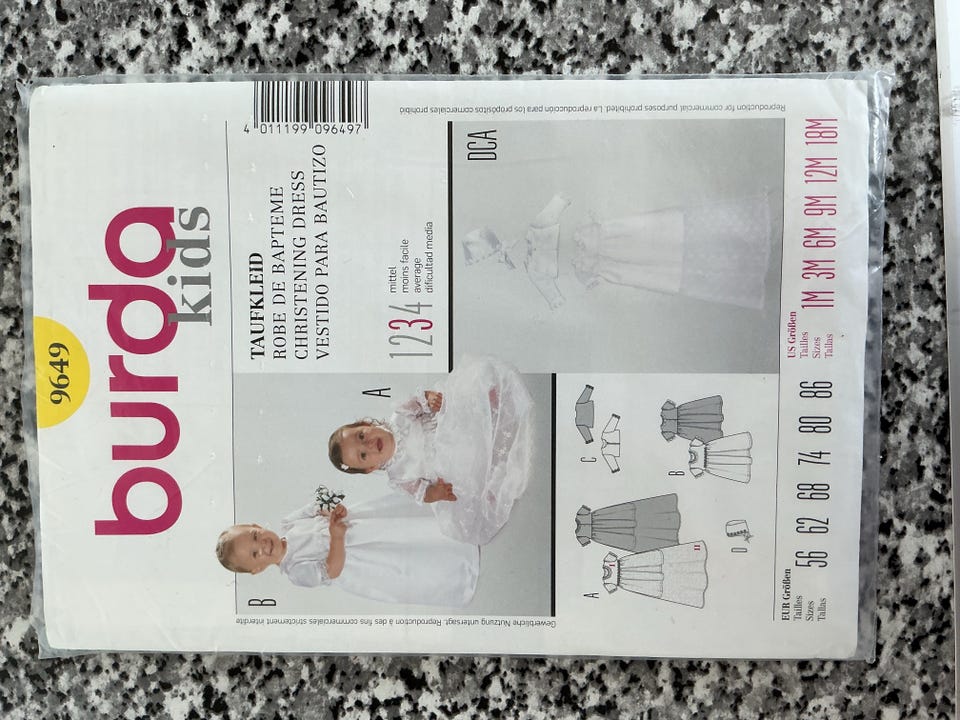 9649
burda
kids
4 011199 096497
TAUFKLEID
ROBE DE BAPTEME
CHRISTENING DRESS
VESTIDO PARA BAUTIZO
1234
mittel
moins facile
average
dificultad media
B
A
DCA
A
C
B
D
EUR Größen
Tailles
Sizes
Tallas
56 62 68 74 80 86
US Größen
Tailles
Sizes
Tallas
1M 3M 6M 9M 12M 18M
Gewerbliche Nutzung untersagt. Reproduction à des fins commerciales strictement interdite
Reproduction for commercial purposes prohibited. La reproducción para los propósitos comerciales prohibió